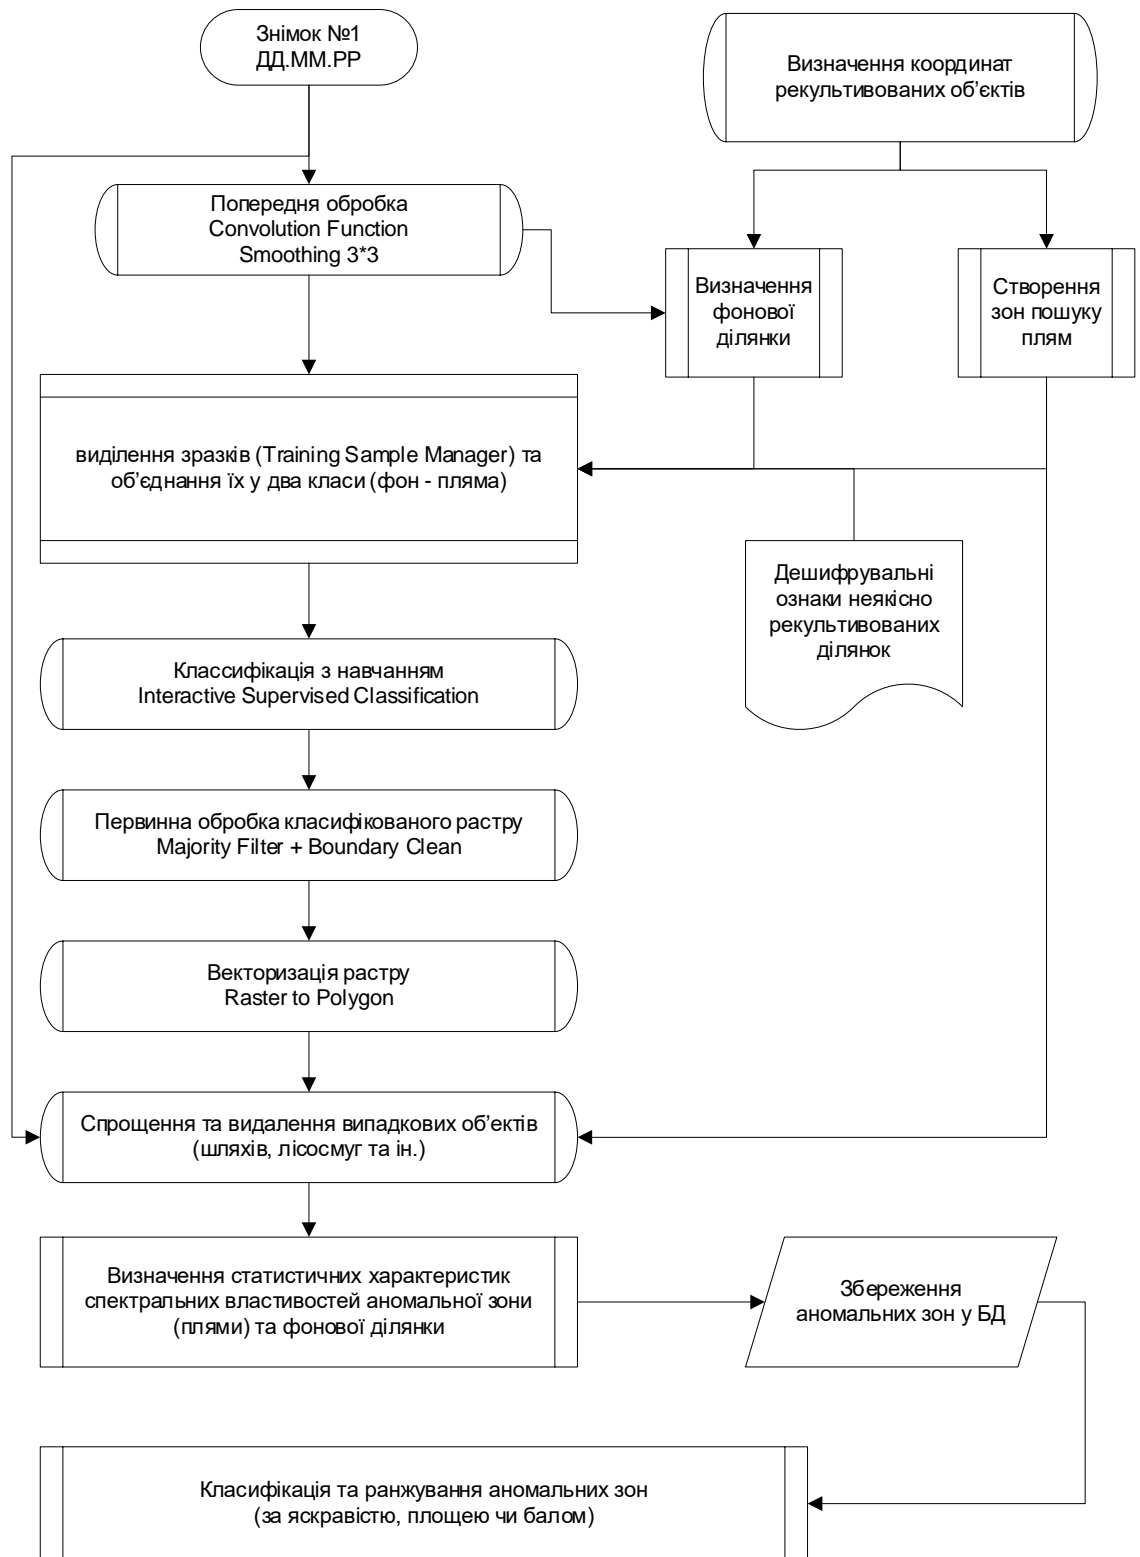 Знімок №1
ДД.ММ.РР
Визначення координат
рекультивованих об’єктів
Попередня обробка
Convolution Function
Smoothing 3*3
Визначення
фонової
ділянки
Створення
зон пошуку
плям
виділення зразків (Training Sample Manager) та
об’єднання їх у два класи (фон - пляма)
Дешифрувальні
ознаки неякісно
рекультивованих
ділянок
Классифікація з навчанням
Interactive Supervised Classification
Первинна обробка класифікованого растру
Majority Filter + Boundary Clean
Векторизація растру
Raster to Polygon
Спрощення та видалення випадкових об’ектів
(шляхів, лісосмуг та ін.)
Визначення статистичних характеристик
спектральних властивостей аномальної зони
(плями) та фонової ділянки
Збереження
аномальних зон у БД
Класифікація та ранжування аномальних зон
(за яскравістю, площею чи балом)